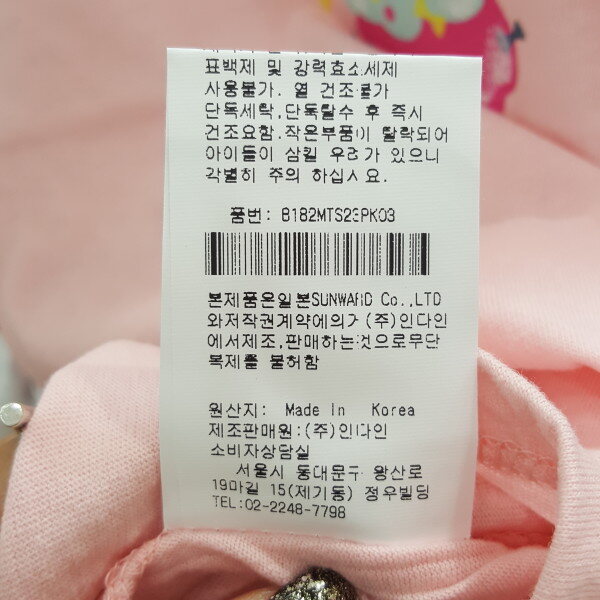 표백제 및 강력효소세제
사용불가. 열 건조불가
단독세탁,단독탈수 후 즉시
건조요함.작은부품이 탈락되어
아이들이 삼킬 우려가 있으니
각별히 주의 하십시요.
품번: B182MTS23PK03
본제품은일본SUNWARD Co.,LTD
와저작권계약에의거(주)인다인
에서제조,판매하는것으로무단
복제를 불허함
원산지: Made In Korea
제조판매원:(주)인다인
소비자상담실
서울시 동대문구 왕산로
19마길 15(제기동) 정우빌딩
TEL:02-2248-7798